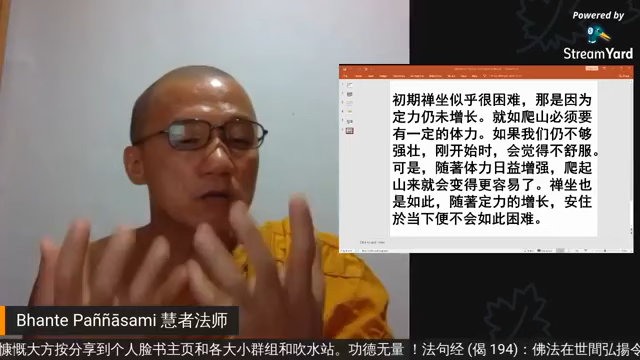 Powered by
StreamYard
初期禅坐似乎很困难，那是因为
定力仍未增长。就如爬山必须要
有一定的体力。如果我们仍不够
强壮，刚开始时，会觉得不舒服。
可是，随著体力日益增强，爬起
山来就会变得更容易了。禅坐也
是如此，随著定力的增长，安住
於当下便不会如此困难。
Bhante Paññāsami 慧者法师
慷慨大方按分享到个人脸书主页和各大小群组和吹水站。功德无量 ！法句经 (偈 194)：佛法在世間弘揚令